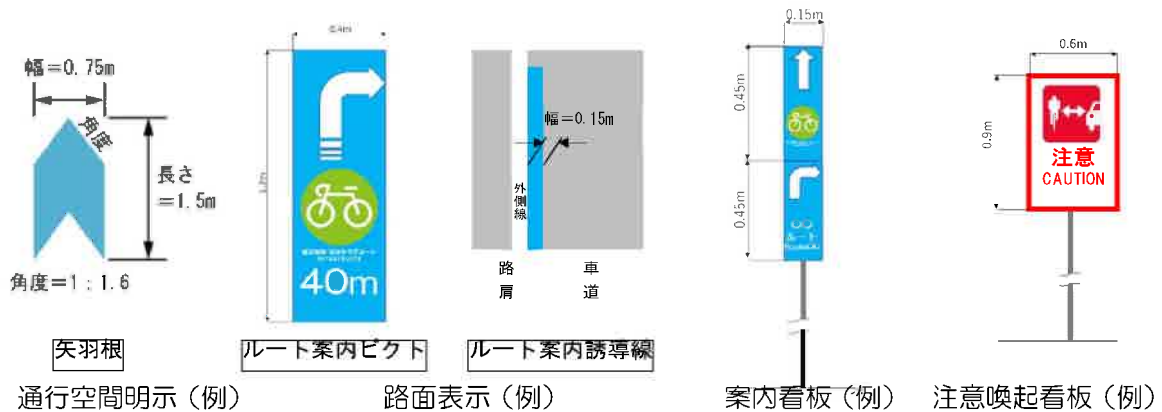 幅=0.75m
角度
長さ
=1.5m
角度=1:1.6
矢羽根
通行空間明示(例)
40m
ルート案内ピクト
幅=0.15m
外側線
路肩
車道
ルート案内誘導線
路面表示(例)
0.15m
0.45m
0.45m
ルート
案内看板(例)
0.6m
0.9m
注意
CAUTION
注意喚起看板(例)